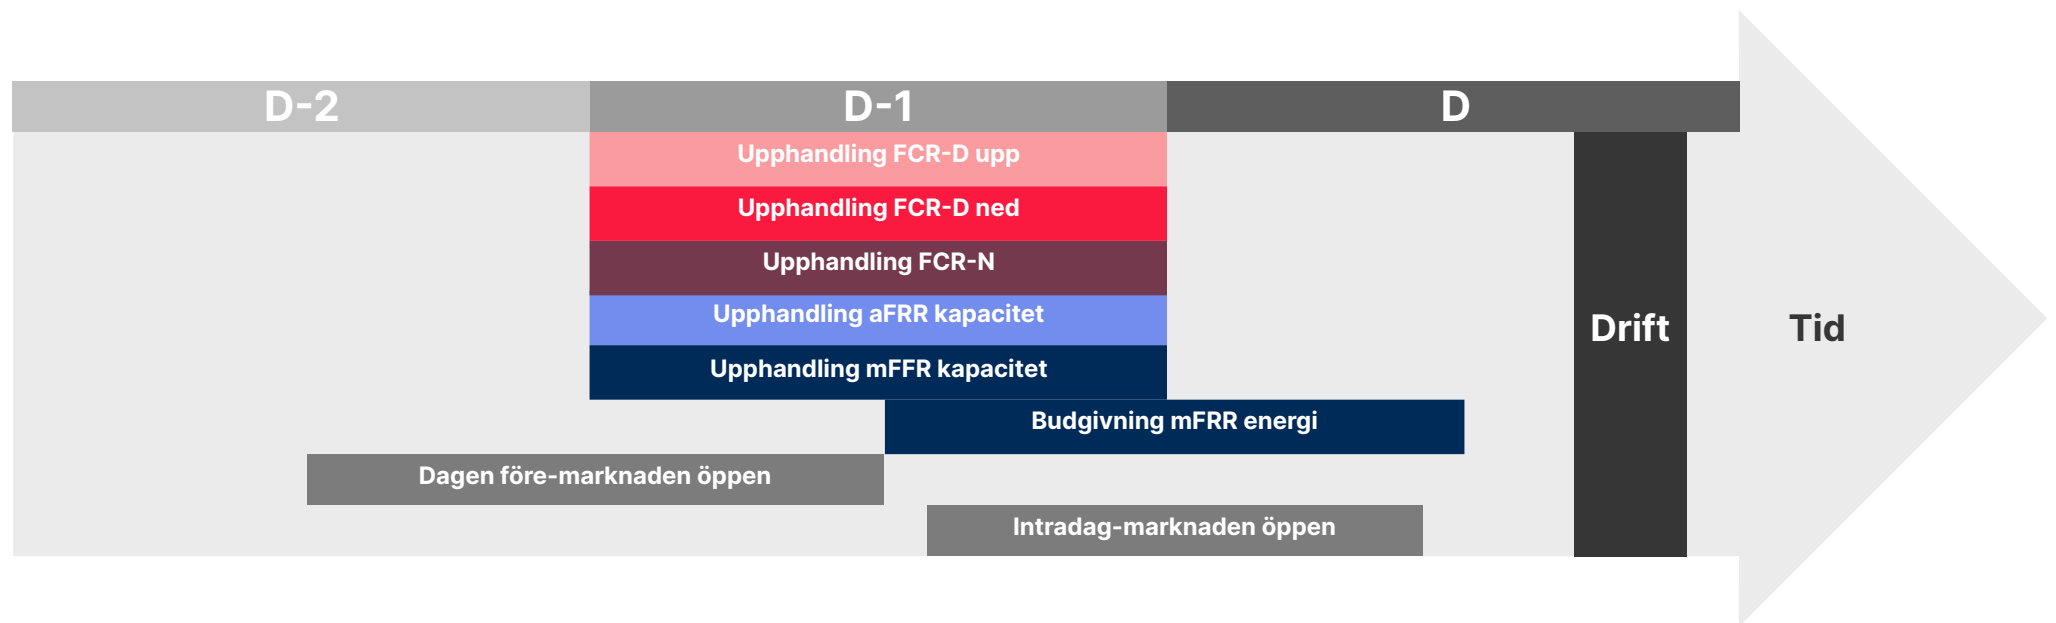 D-2
D-1
D
Upphandling FCR-D upp
Upphandling FCR-D ned
Upphandling FCR-N
Upphandling aFRR kapacitet
Upphandling mFFR kapacitet
Budgivning mFRR energi
Dagen före-marknaden öppen
Intradag-marknaden öppen
Drift
Tid